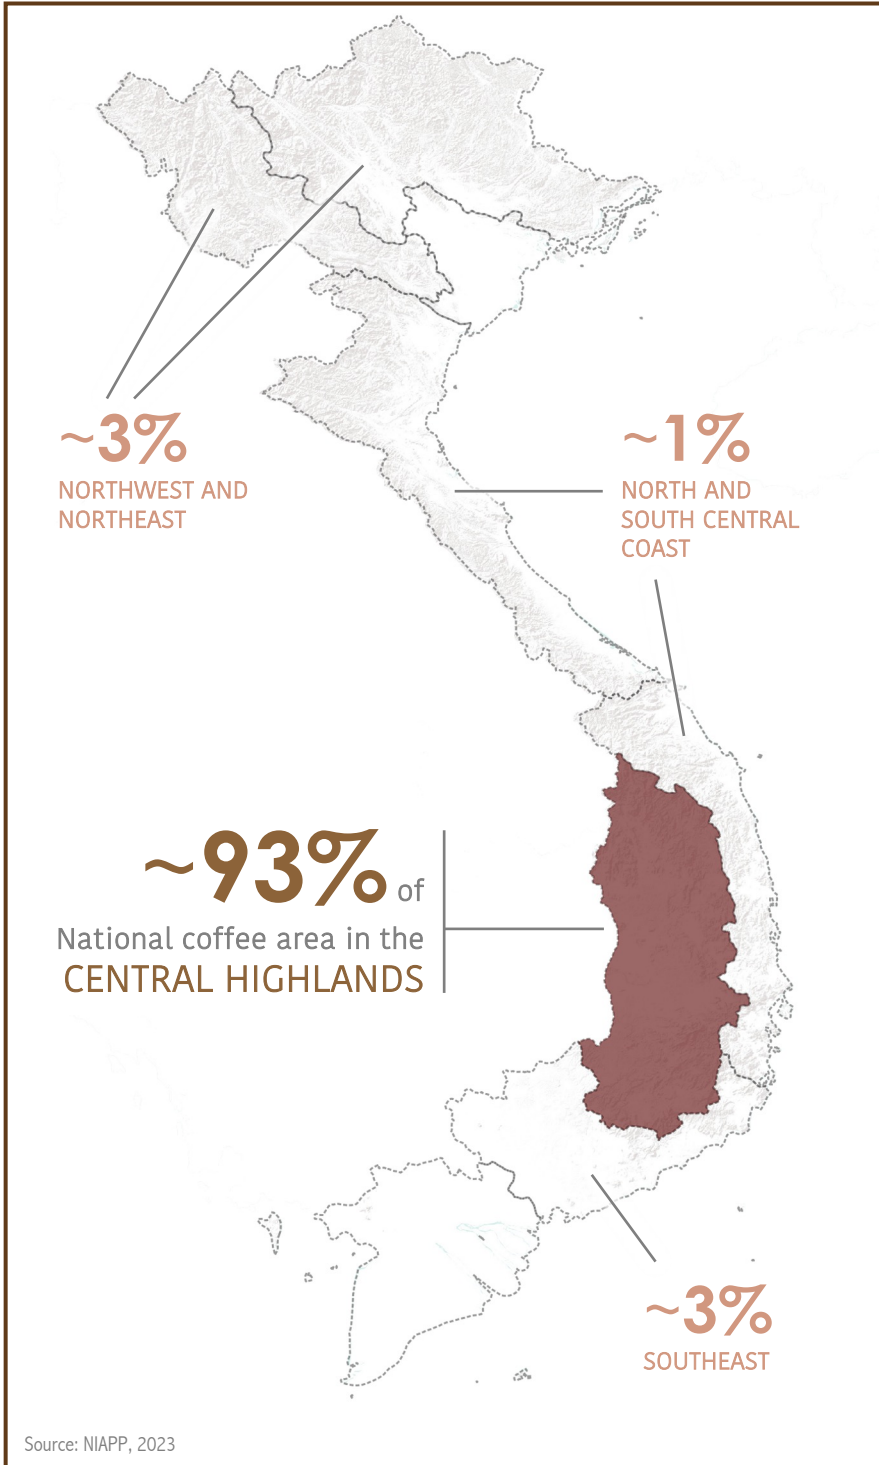 ~3%
NORTHWEST AND
NORTHEAST
~1%
NORTH AND
SOUTH CENTRAL
COAST
~93% of
National coffee area in the
CENTRAL HIGHLANDS
~3%
SOUTHEAST
Source: NIAPP, 2023